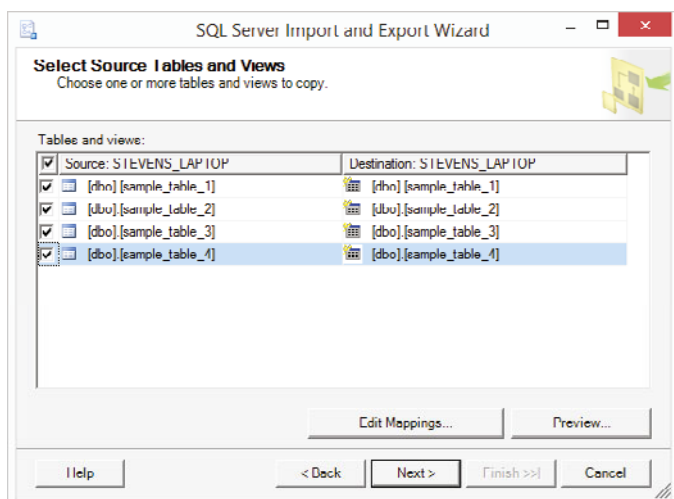 SQL Server Import and Export Wizard
Select Source Tables and Views
Choose one or more tables and views to copy.
Tables and views:
Source: STEVENS_LAPTOP Destination: STEVENS_LAPTOP
[dbo].[sample_table_1] [dbo].[sample_table_1]
[dbo].[sample_table_2] [dbo].[sample_table_2]
[dbo].[sample_table_3] [dbo].[sample_table_3]
[dbo].[sample_table_4] [dbo].[sample_table_4]
Edit Mappings... Preview...
Help < Back Next > Finish >>| Cancel